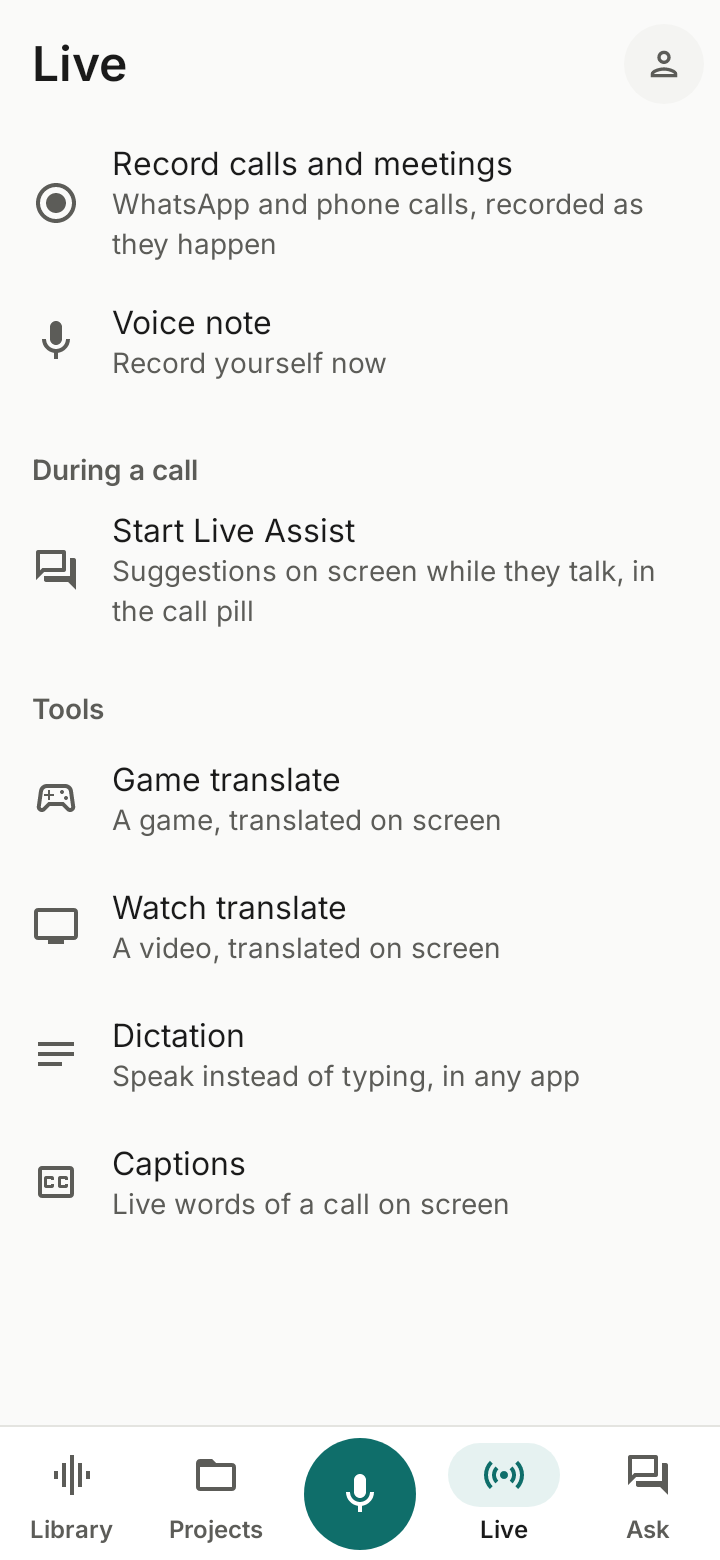 Live
Record calls and meetings
WhatsApp and phone calls, recorded as
they happen
Voice note
Record yourself now
During a call
Start Live Assist
Suggestions on screen while they talk, in
the call pill
Tools
Game translate
A game, translated on screen
Watch translate
A video, translated on screen
Dictation
Speak instead of typing, in any app
CC
Captions
Live words of a call on screen
Library
Projects
Live
Ask